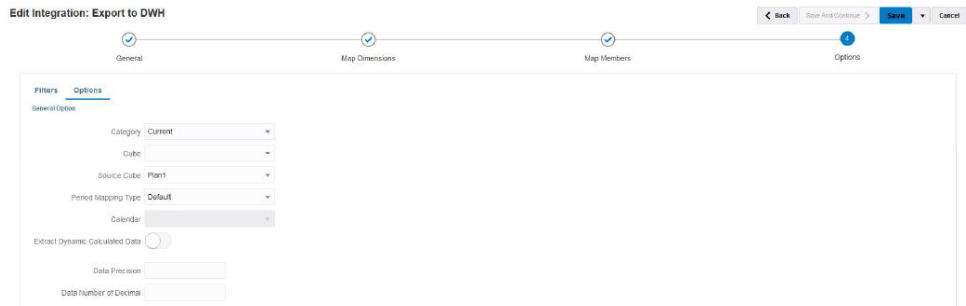 Edit Integration: Export to DWH
Back
Save And Continue
Save
Cancel
4
General
Map Dimensions
Map Members
Options
Filters Options
General Option
Category Current
Cube
Source Cube Plan1
Period Mapping Type Default
Calendar
Extract Dynamic Calculated Data
Data Precision
Data Number of Decimal